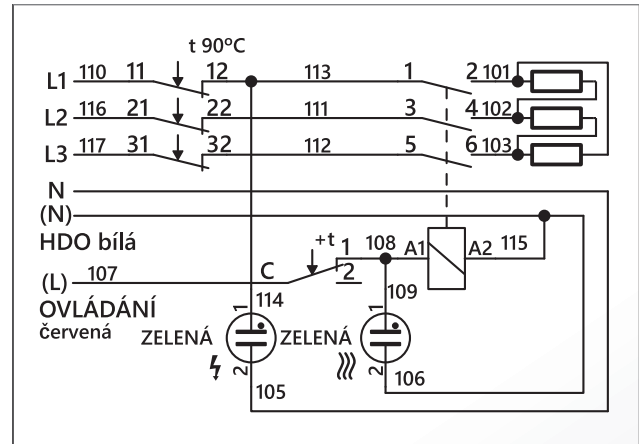 t 90ºC
L1 110 11 12 113 1 2 101
L2 116 21 22 111 3 4 102
L3 117 31 32 112 5 6 103
N
(N)
HDO bílá
+t 1 108 A1 A2 115
(L) 107 C 2
OVLÁDÁNÍ
červená
1 114 1 109
ZELENÁ ZELENÁ
2 105 2 106